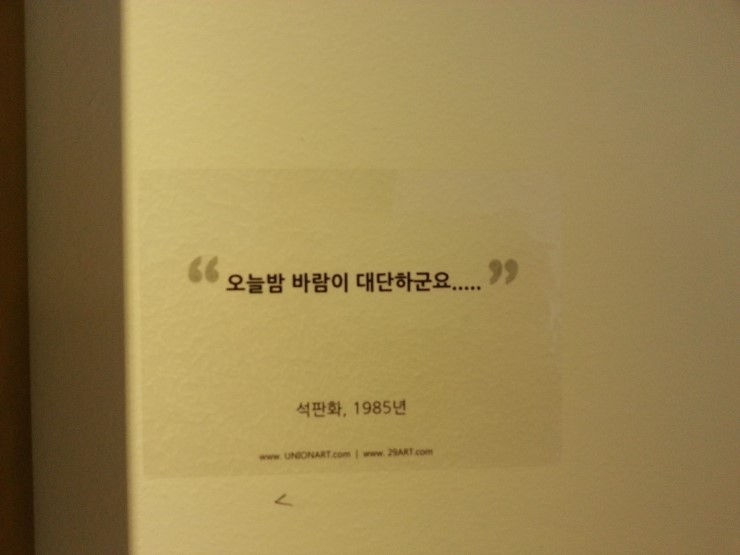 “ 오늘밤 바람이 대단하군요..... ”
석판화, 1985년
www. UNIONART.com | www. 29ART.com
<